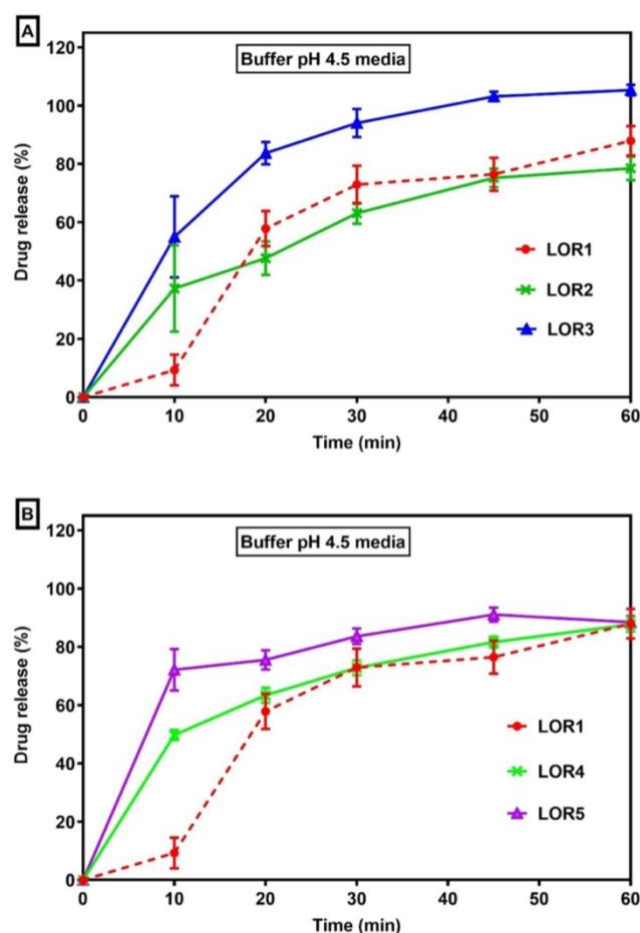 A
Buffer pH 4.5 media
120
100
80
60
40
20
0
Drug release (%)
LOR1
LOR2
LOR3
0 10 20 30 40 50 60
Time (min)
B
Buffer pH 4.5 media
120
100
80
60
40
20
0
Drug release (%)
LOR1
LOR4
LOR5
0 10 20 30 40 50 60
Time (min)